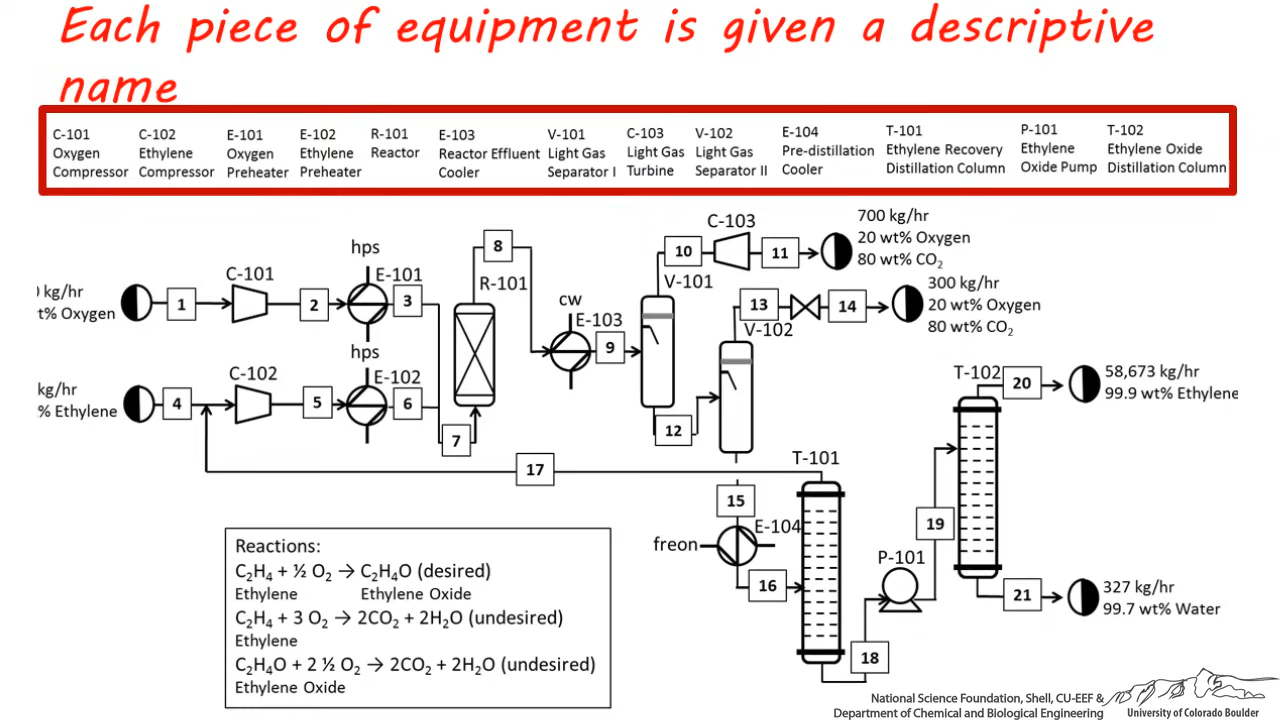 Each piece of equipment is given a descriptive
name
C-101
Oxygen
Compressor
C-102
Ethylene
Compressor
E-101
Oxygen
Preheater
E-102
Ethylene
Preheater
R-101
Reactor
E-103
Reactor Effluent
Cooler
V-101
Light Gas
Separator I
C-103
Light Gas
Turbine
V-102
Light Gas
Separator II
E-104
Pre-distillation
Cooler
T-101
Ethylene Recovery
Distillation Column
P-101
Ethylene
Oxide Pump
T-102
Ethylene Oxide
Distillation Column
kg/hr
t% Oxygen
1
C-101
2
hps
E-101
3
8
R-101
cw
E-103
9
10
C-103
11
700 kg/hr
20 wt% Oxygen
80 wt% CO₂
V-101
13
14
300 kg/hr
20 wt% Oxygen
80 wt% CO₂
V-102
kg/hr
% Ethylene
4
C-102
5
hps
E-102
6
7
12
17
T-101
15
freon
E-104
16
18
P-101
19
T-102
20
58,673 kg/hr
99.9 wt% Ethylene
21
327 kg/hr
99.7 wt% Water
Reactions:
C₂H₄ + ½ O₂ → C₂H₄O (desired)
Ethylene Ethylene Oxide
C₂H₄ + 3 O₂ → 2CO₂ + 2H₂O (undesired)
Ethylene
C₂H₄O + 2 ½ O₂ → 2CO₂ + 2H₂O (undesired)
Ethylene Oxide
National Science Foundation, Shell, CU-EEF &
Department of Chemical and Biological Engineering
University of Colorado Boulder